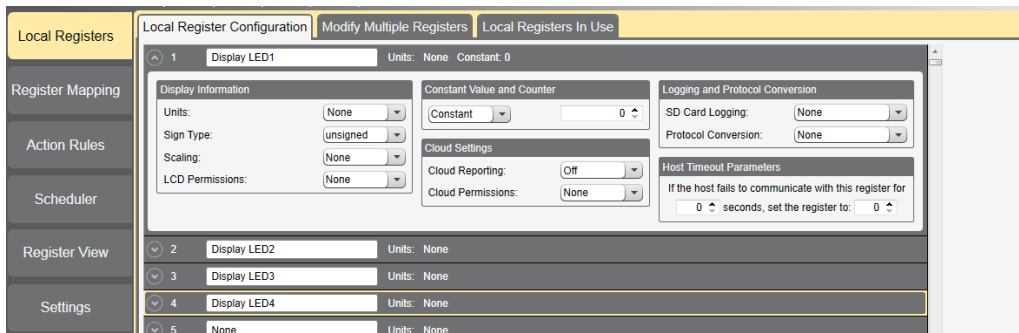 Local Registers
Register Mapping
Action Rules
Scheduler
Register View
Settings
Local Register Configuration Modify Multiple Registers Local Registers In Use
1 Display LED1 Units: None Constant: 0
Display Information
Units: None
Sign Type: unsigned
Scaling: None
LCD Permissions: None
Constant Value and Counter
Constant 0
Cloud Settings
Cloud Reporting: Off
Cloud Permissions: None
Logging and Protocol Conversion
SD Card Logging: None
Protocol Conversion: None
Host Timeout Parameters
If the host fails to communicate with this register for
0 seconds, set the register to: 0
2 Display LED2 Units: None
3 Display LED3 Units: None
4 Display LED4 Units: None
5 None Units: None